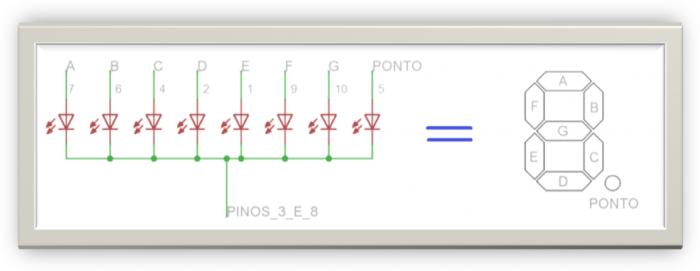 A B C D E F G PONTO
7 6 4 2 1 9 10 5
PINOS_3_E_8
A
F B
G
E C
D
PONTO